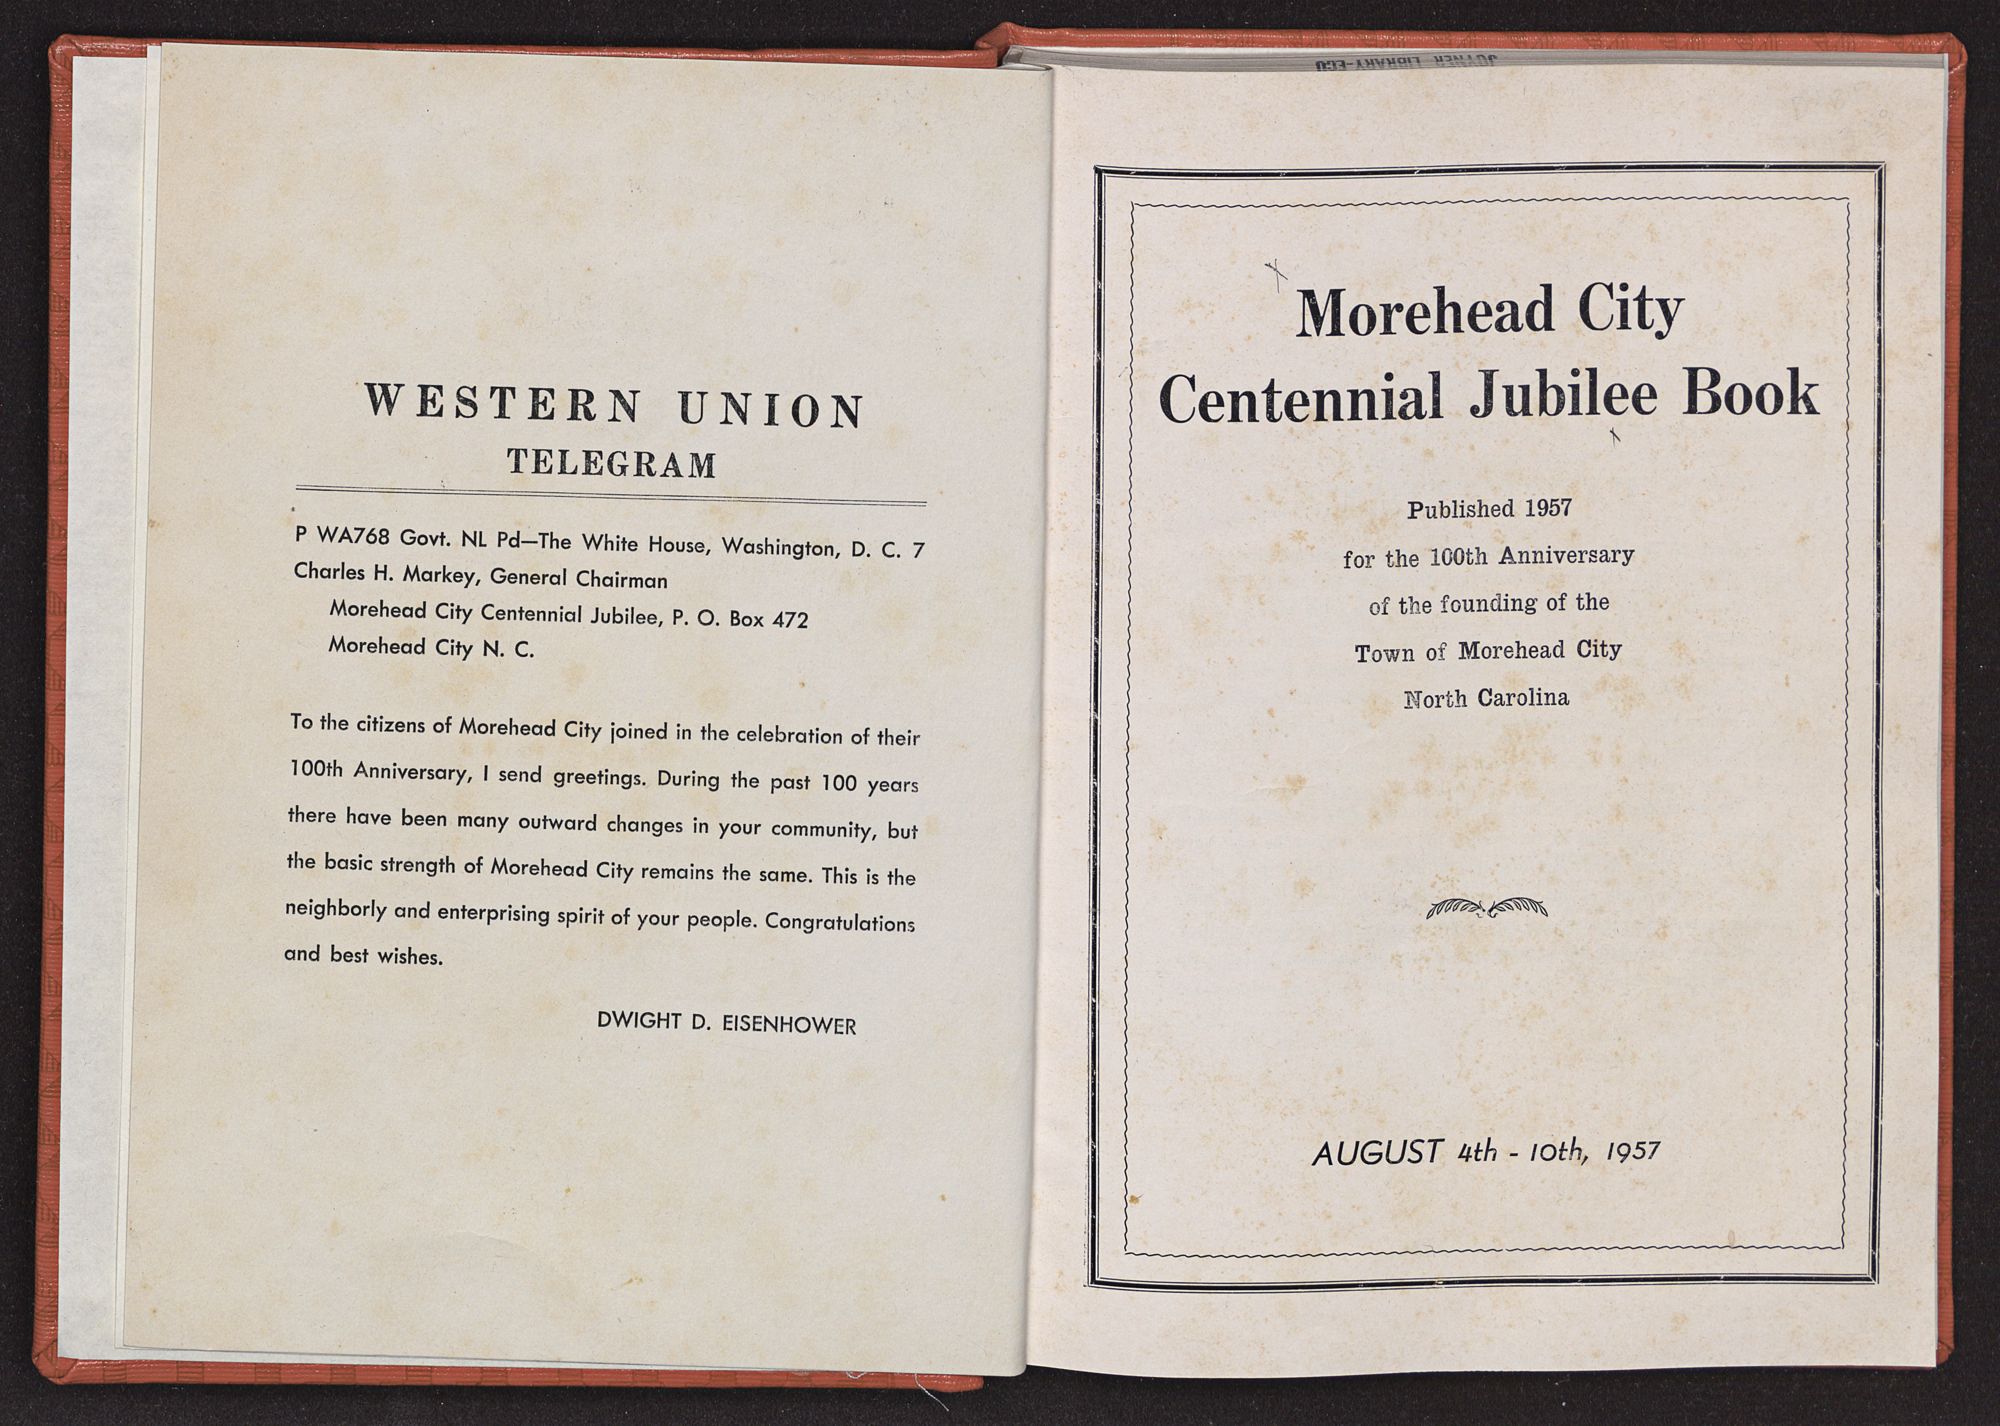 WESTERN UNION
TELEGRAM
P WA768 Govt. NL Pd—The White House, Washington, D. C. 7
Charles H. Markey, General Chairman
Morehead City Centennial Jubilee, P. O. Box 472
Morehead City N. C.
To the citizens of Morehead City joined in the celebration of their
100th Anniversary, I send greetings. During the past 100 years
there have been many outward changes in your community, but
the basic strength of Morehead City remains the same. This is the
neighborly and enterprising spirit of your people. Congratulations
and best wishes.
DWIGHT D. EISENHOWER
JOYNER LIBRARY-ECU
Morehead City
Centennial Jubilee Book
Published 1957
for the 100th Anniversary
of the founding of the
Town of Morehead City
North Carolina
AUGUST 4th - 10th, 1957